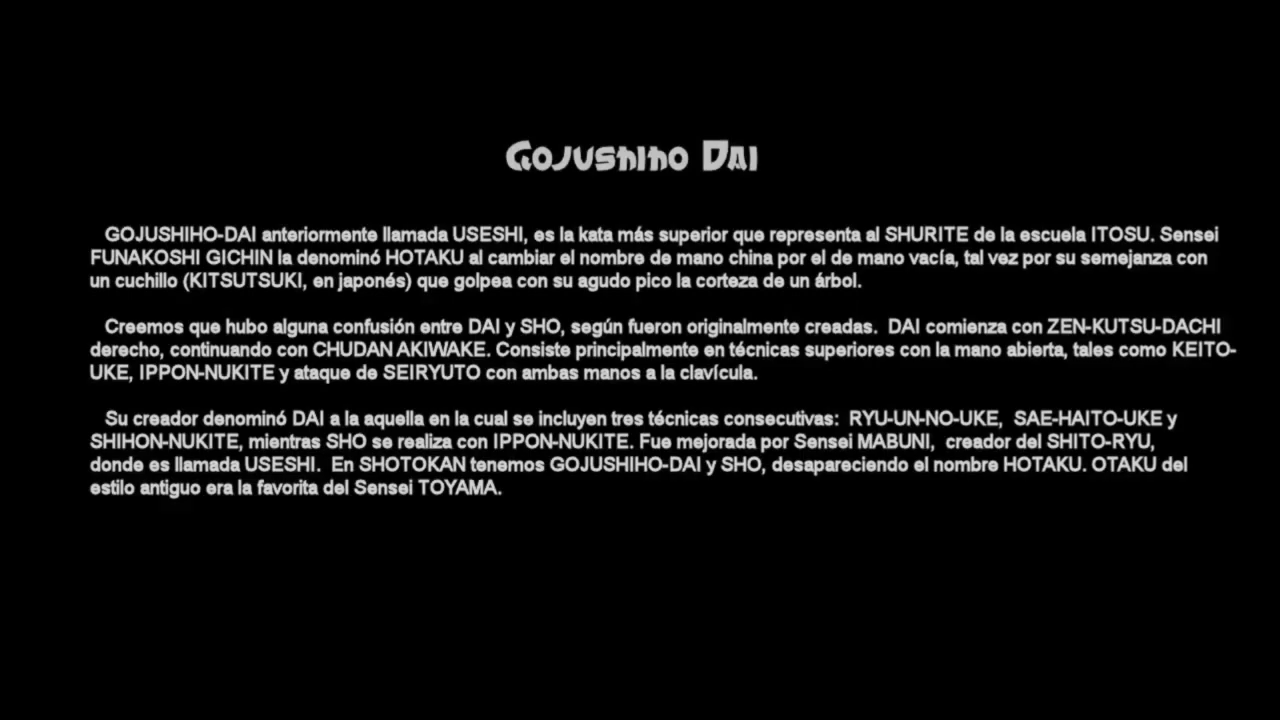 Gojushiho Dai
GOJUSHIHO-DAI anteriormente llamada USESHI, es la kata más superior que representa al SHURITE de la escuela ITOSU. Sensei
FUNAKOSHI GICHIN la denominó HOTAKU al cambiar el nombre de mano china por el de mano vacía, tal vez por su semejanza con
un cuchillo (KITSUTSUKI, en japonés) que golpea con su agudo pico la corteza de un árbol.
Creemos que hubo alguna confusión entre DAI y SHO, según fueron originalmente creadas. DAI comienza con ZEN-KUTSU-DACHI
derecho, continuando con CHUDAN AKIWAKE. Consiste principalmente en técnicas superiores con la mano abierta, tales como KEITO-
UKE, IPPON-NUKITE y ataque de SEIRYUTO con ambas manos a la clavícula.
Su creador denominó DAI a la aquella en la cual se incluyen tres técnicas consecutivas: RYU-UN-NO-UKE, SAE-HAITO-UKE y
SHIHON-NUKITE, mientras SHO se realiza con IPPON-NUKITE. Fue mejorada por Sensei MABUNI, creador del SHITO-RYU,
donde es llamada USESHI. En SHOTOKAN tenemos GOJUSHIHO-DAI y SHO, desapareciendo el nombre HOTAKU. OTAKU del
estilo antiguo era la favorita del Sensei TOYAMA.